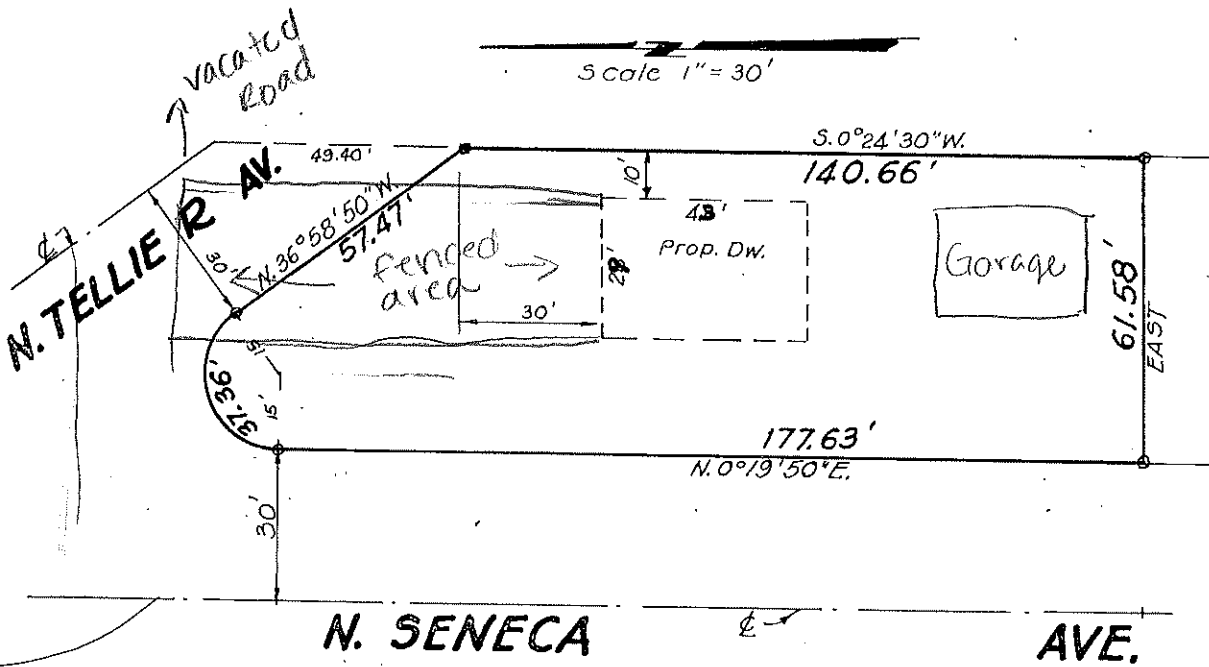 vacated
Road
Z
Scale 1" = 30'
N. TELLIER AV.
49.40'
S. 0°24'30"W.
140.66'
10'
N. 36°58'50"W.
57.47'
30'
fenced
area
43'
Prop. Dw.
28'
30'
Gorage
61.58'
EAST
37.36'
15'
15'
177.63'
N. 0°19'50"E.
30'
N. SENECA AVE.